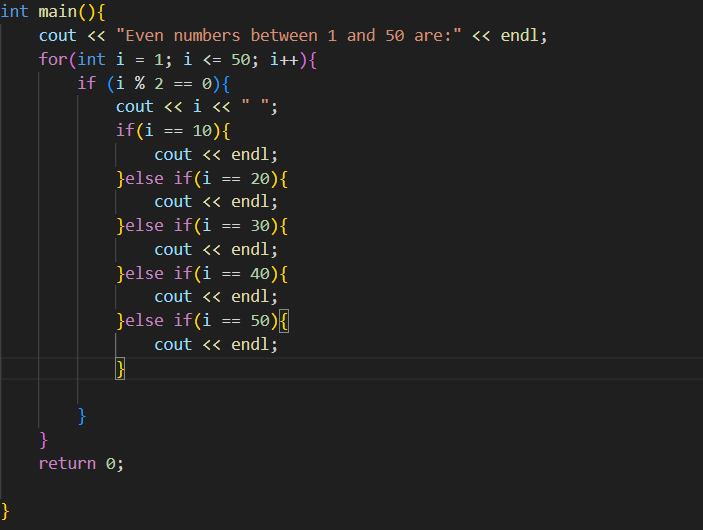 int main(){
    cout << "Even numbers between 1 and 50 are:" << endl;
    for(int i = 1; i <= 50; i++){
        if (i % 2 == 0){
            cout << i << " ";
            if(i == 10){
                cout << endl;
            }else if(i == 20){
                cout << endl;
            }else if(i == 30){
                cout << endl;
            }else if(i == 40){
                cout << endl;
            }else if(i == 50){
                cout << endl;
            }
        }
    }
    return 0;
}